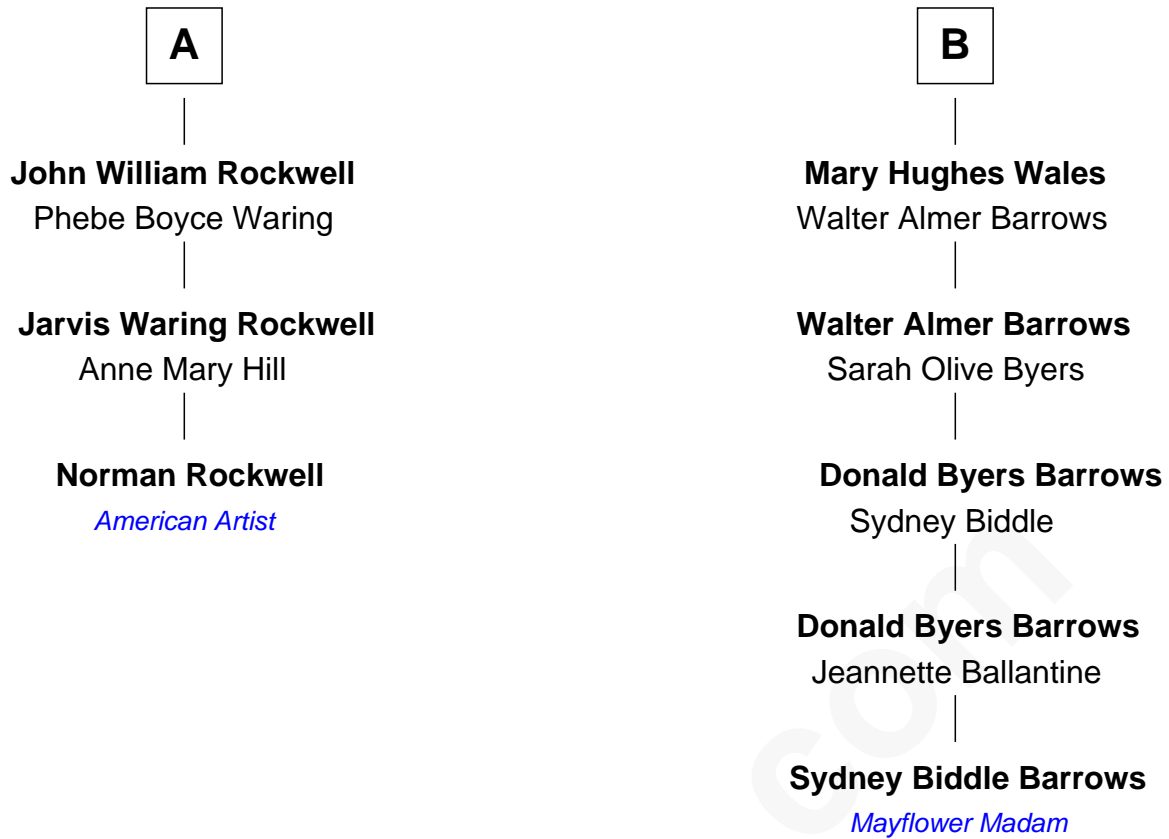 A
John William Rockwell
Phebe Boyce Waring
Jarvis Waring Rockwell
Anne Mary Hill
Norman Rockwell
American Artist
B
Mary Hughes Wales
Walter Almer Barrows
Walter Almer Barrows
Sarah Olive Byers
Donald Byers Barrows
Sydney Biddle
Donald Byers Barrows
Jeannette Ballantine
Sydney Biddle Barrows
Mayflower Madam
com